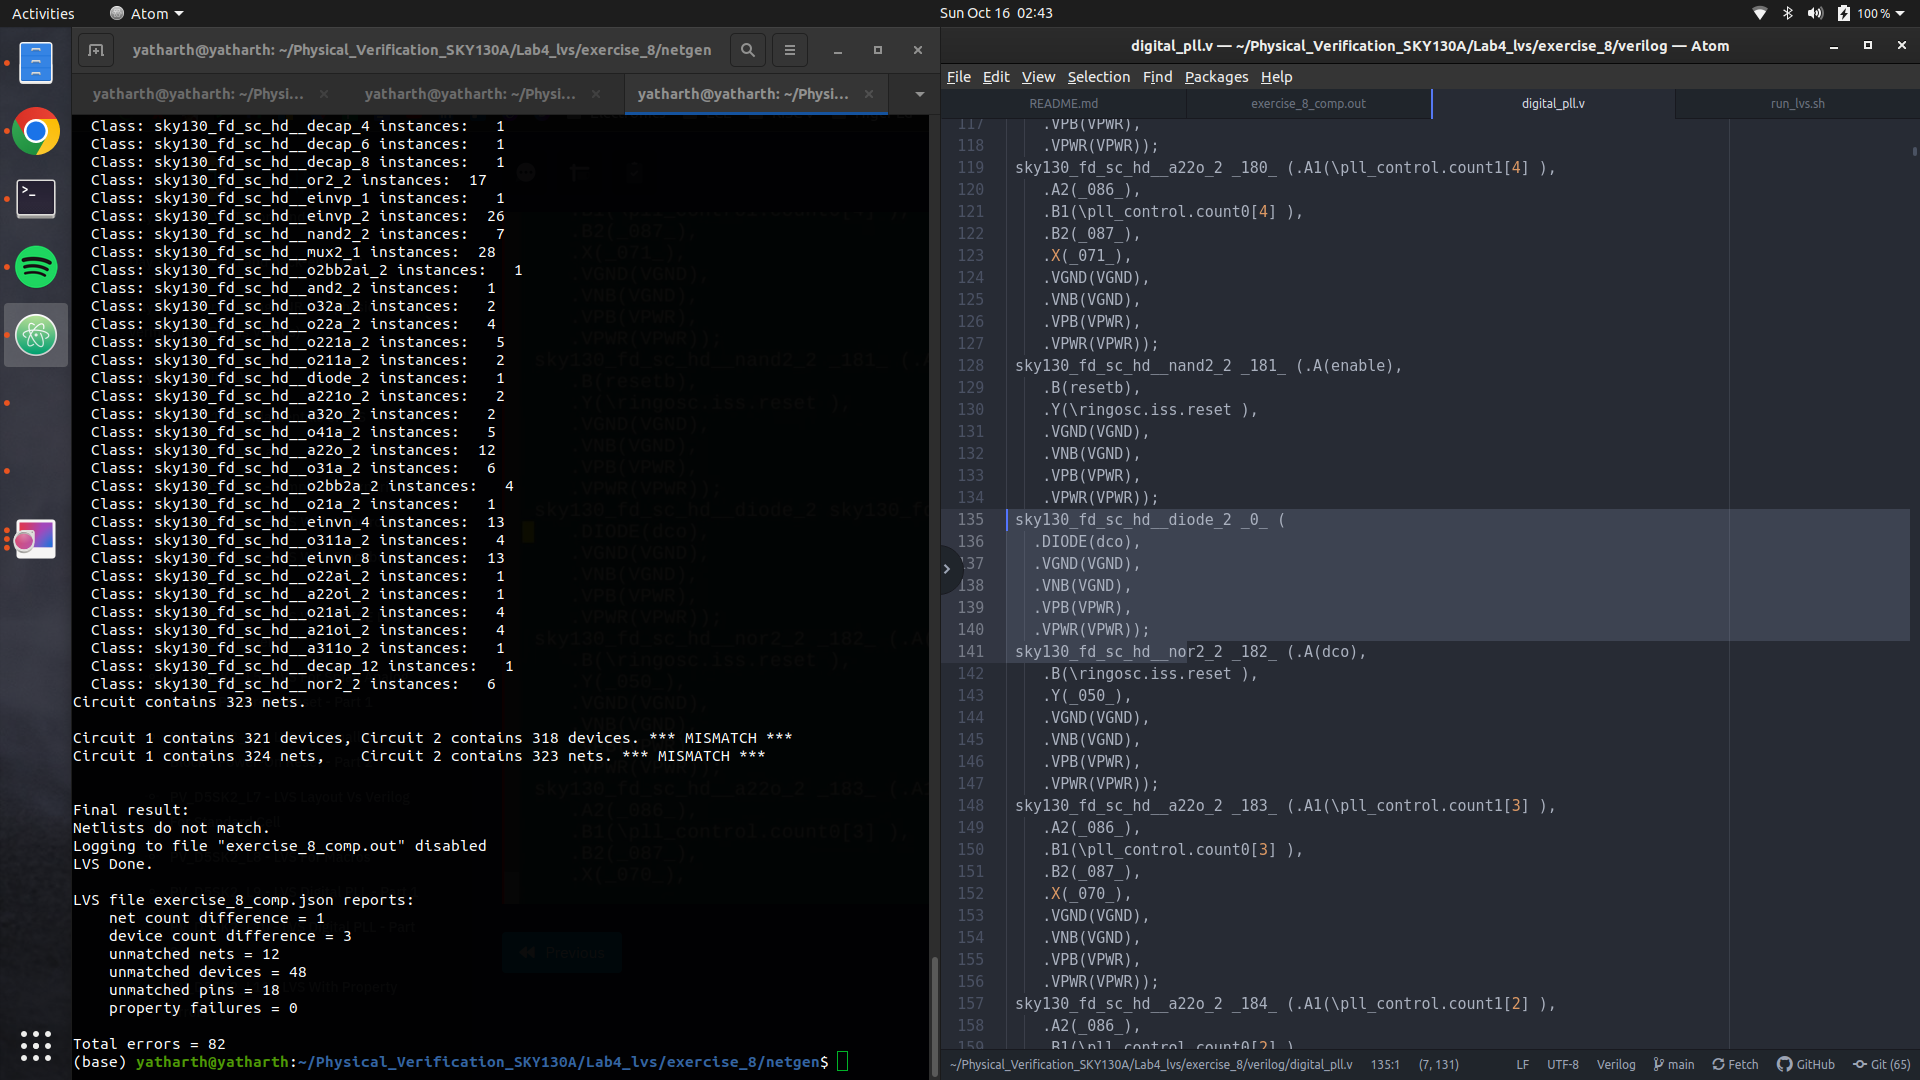 Activities
Atom
Sun Oct 16 02:43
100 %
yatharth@yatharth: ~/Physical_Verification_SKY130A/Lab4_lvs/exercise_8/netgen
yatharth@yatharth: ~/Physi...
yatharth@yatharth: ~/Physi...
yatharth@yatharth: ~/Physi...
Class: sky130_fd_sc_hd__decap_4 instances: 1
Class: sky130_fd_sc_hd__decap_6 instances: 1
Class: sky130_fd_sc_hd__decap_8 instances: 1
Class: sky130_fd_sc_hd__or2_2 instances: 17
Class: sky130_fd_sc_hd__einvp_1 instances: 1
Class: sky130_fd_sc_hd__einvp_2 instances: 26
Class: sky130_fd_sc_hd__nand2_2 instances: 7
Class: sky130_fd_sc_hd__mux2_1 instances: 28
Class: sky130_fd_sc_hd__o2bb2ai_2 instances: 1
Class: sky130_fd_sc_hd__and2_2 instances: 1
Class: sky130_fd_sc_hd__o32a_2 instances: 2
Class: sky130_fd_sc_hd__o22a_2 instances: 4
Class: sky130_fd_sc_hd__o221a_2 instances: 5
Class: sky130_fd_sc_hd__o211a_2 instances: 2
Class: sky130_fd_sc_hd__diode_2 instances: 1
Class: sky130_fd_sc_hd__a221o_2 instances: 2
Class: sky130_fd_sc_hd__a32o_2 instances: 2
Class: sky130_fd_sc_hd__o41a_2 instances: 5
Class: sky130_fd_sc_hd__a22o_2 instances: 12
Class: sky130_fd_sc_hd__o31a_2 instances: 6
Class: sky130_fd_sc_hd__o2bb2a_2 instances: 4
Class: sky130_fd_sc_hd__o21a_2 instances: 1
Class: sky130_fd_sc_hd__einvn_4 instances: 13
Class: sky130_fd_sc_hd__o311a_2 instances: 4
Class: sky130_fd_sc_hd__einvn_8 instances: 13
Class: sky130_fd_sc_hd__o22ai_2 instances: 1
Class: sky130_fd_sc_hd__a22oi_2 instances: 1
Class: sky130_fd_sc_hd__o21ai_2 instances: 4
Class: sky130_fd_sc_hd__a21oi_2 instances: 4
Class: sky130_fd_sc_hd__a311o_2 instances: 1
Class: sky130_fd_sc_hd__decap_12 instances: 1
Class: sky130_fd_sc_hd__nor2_2 instances: 6
Circuit contains 323 nets.
Circuit 1 contains 321 devices, Circuit 2 contains 318 devices. *** MISMATCH ***
Circuit 1 contains 324 nets, Circuit 2 contains 323 nets. *** MISMATCH ***
Final result:
Netlists do not match.
Logging to file "exercise_8_comp.out" disabled
LVS Done.
LVS file exercise_8_comp.json reports:
net count difference = 1
device count difference = 3
unmatched nets = 12
unmatched devices = 48
unmatched pins = 18
property failures = 0
Total errors = 82
(base) yatharth@yatharth:~/Physical_Verification_SKY130A/Lab4_lvs/exercise_8/netgen$
digital_pll.v — ~/Physical_Verification_SKY130A/Lab4_lvs/exercise_8/verilog — Atom
File Edit View Selection Find Packages Help
README.md
exercise_8_comp.out
digital_pll.v
run_lvs.sh
117 .VPB(VPWR),
118 .VPWR(VPWR));
119 sky130_fd_sc_hd__a22o_2 _180_ (.A1(\pll_control.count1[4] ),
120 .A2(_086_),
121 .B1(\pll_control.count0[4] ),
122 .B2(_087_),
123 .X(_071_),
124 .VGND(VGND),
125 .VNB(VGND),
126 .VPB(VPWR),
127 .VPWR(VPWR));
128 sky130_fd_sc_hd__nand2_2 _181_ (.A(enable),
129 .B(resetb),
130 .Y(\ringosc.iss.reset ),
131 .VGND(VGND),
132 .VNB(VGND),
133 .VPB(VPWR),
134 .VPWR(VPWR));
135 sky130_fd_sc_hd__diode_2 _0_ (
136 .DIODE(dco),
137 .VGND(VGND),
138 .VNB(VGND),
139 .VPB(VPWR),
140 .VPWR(VPWR));
141 sky130_fd_sc_hd__nor2_2 _182_ (.A(dco),
142 .B(\ringosc.iss.reset ),
143 .Y(_050_),
144 .VGND(VGND),
145 .VNB(VGND),
146 .VPB(VPWR),
147 .VPWR(VPWR));
148 sky130_fd_sc_hd__a22o_2 _183_ (.A1(\pll_control.count1[3] ),
149 .A2(_086_),
150 .B1(\pll_control.count0[3] ),
151 .B2(_087_),
152 .X(_070_),
153 .VGND(VGND),
154 .VNB(VGND),
155 .VPB(VPWR),
156 .VPWR(VPWR));
157 sky130_fd_sc_hd__a22o_2 _184_ (.A1(\pll_control.count1[2] ),
158 .A2(_086_),
159 .B1(\pll_control.count0[2] ),
~/Physical_Verification_SKY130A/Lab4_lvs/exercise_8/verilog/digital_pll.v 135:1 (7, 131) LF UTF-8 Verilog main Fetch GitHub Git (65)